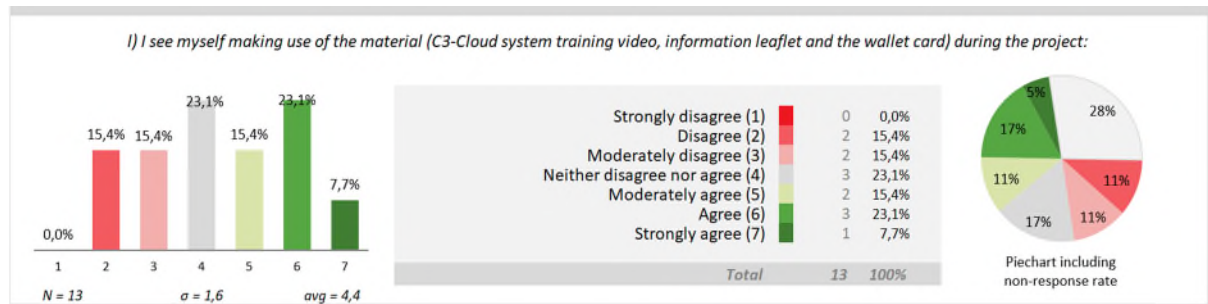 I) I see myself making use of the material (C3-Cloud system training video, information leaflet and the wallet card) during the project:
0,0% 15,4% 15,4% 23,1% 15,4% 23,1% 7,7%
1 2 3 4 5 6 7
N = 13 σ = 1,6 avg = 4,4
Strongly disagree (1) 0 0,0%
Disagree (2) 2 15,4%
Moderately disagree (3) 2 15,4%
Neither disagree nor agree (4) 3 23,1%
Moderately agree (5) 2 15,4%
Agree (6) 3 23,1%
Strongly agree (7) 1 7,7%
Total 13 100%
5% 28%
17%
11% 11%
17% 11%
Piechart including
non-response rate